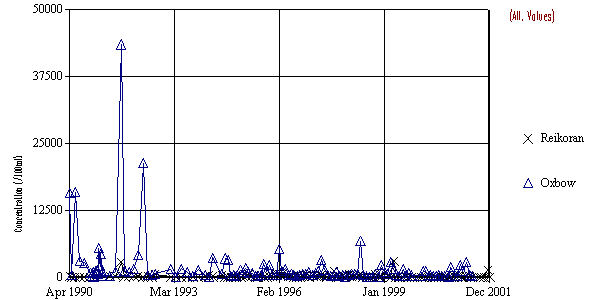 50000
(All. Values)
37500
25000
12500
0
Concentration (/100ml)
Apr 1990
Mar 1993
Feb 1996
Jan 1999
Dec 2001
Reikoran
Oxbow